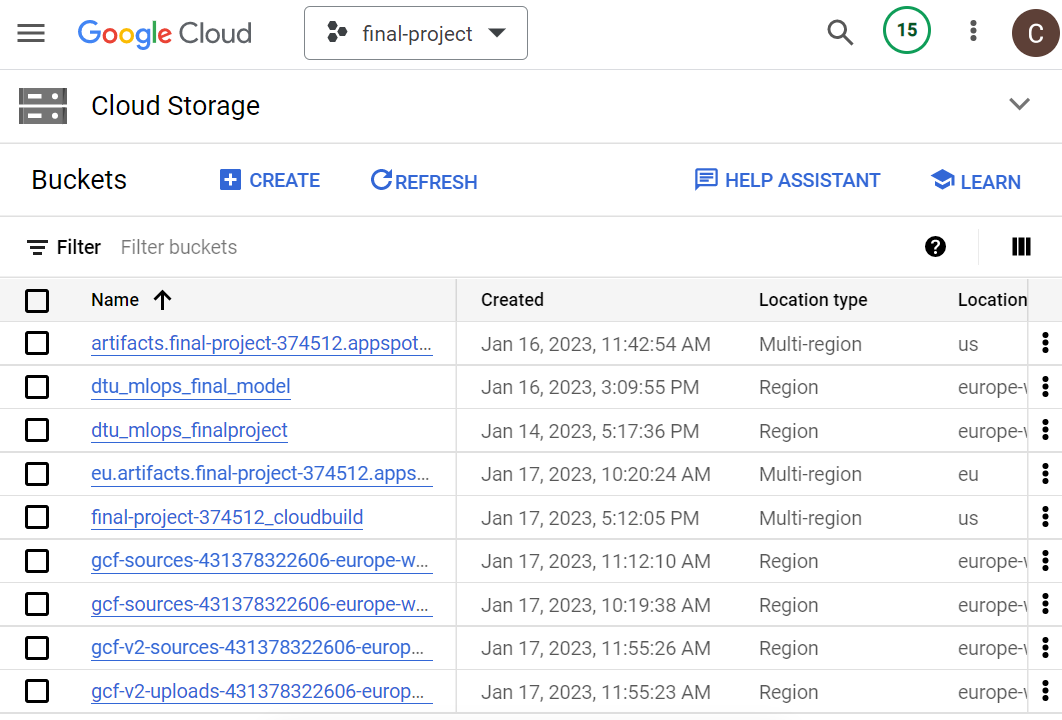 Google Cloud final-project 15 C
Cloud Storage
Buckets CREATE REFRESH HELP ASSISTANT LEARN
Filter Filter buckets ?
Name Created Location type Location
artifacts.final-project-374512.appspot... Jan 16, 2023, 11:42:54 AM Multi-region us
dtu_mlops_final_model Jan 16, 2023, 3:09:55 PM Region europe-w
dtu_mlops_finalproject Jan 14, 2023, 5:17:36 PM Region europe-w
eu.artifacts.final-project-374512.apps... Jan 17, 2023, 10:20:24 AM Multi-region eu
final-project-374512_cloudbuild Jan 17, 2023, 5:12:05 PM Multi-region us
gcf-sources-431378322606-europe-w... Jan 17, 2023, 11:12:10 AM Region europe-w
gcf-sources-431378322606-europe-w... Jan 17, 2023, 10:19:38 AM Region europe-w
gcf-v2-sources-431378322606-europ... Jan 17, 2023, 11:55:26 AM Region europe-w
gcf-v2-uploads-431378322606-europ... Jan 17, 2023, 11:55:23 AM Region europe-w